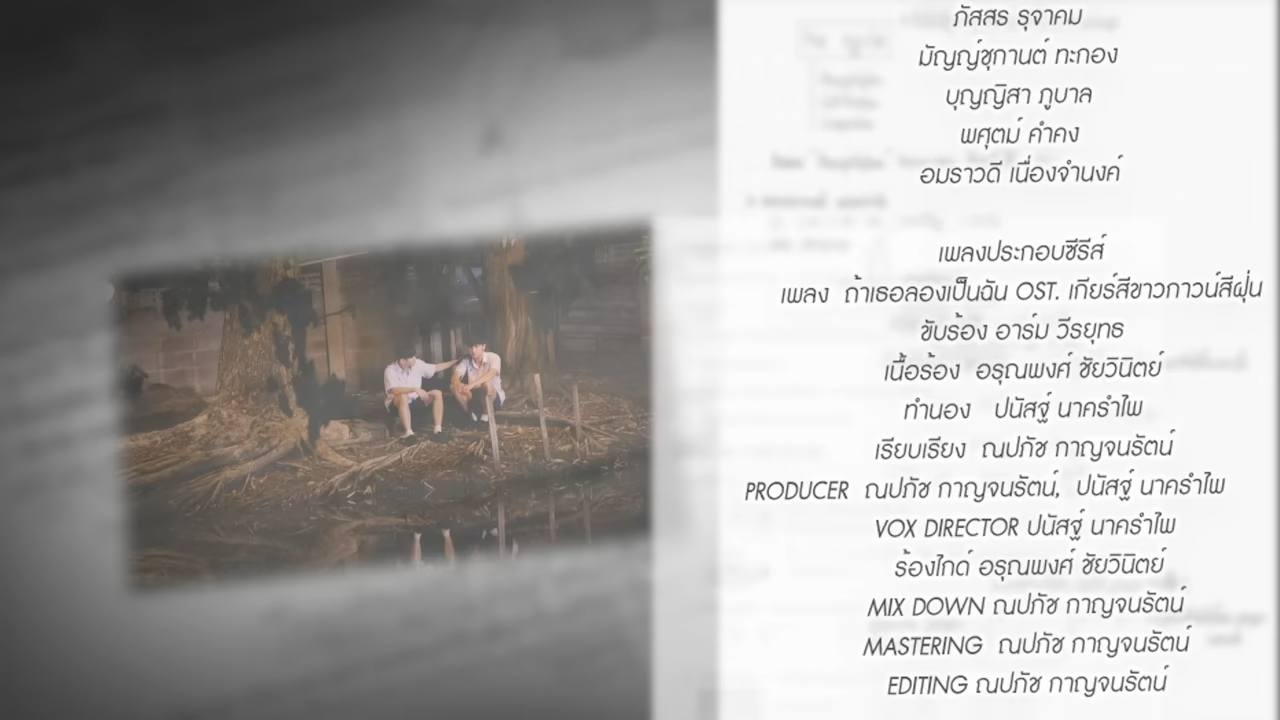 ภัสสร รุจาคม
มัญญ์ชุกานต์ ทะกอง
บุญญิสา ภูบาล
พศุตม์ คำคง
อมราวดี เนื่องจำนงค์
เพลงประกอบซีรีส์
เพลง ถ้าเธอลองเป็นฉัน OST. เกียร์สีขาวกาวน์สีฝุ่น
ขับร้อง อาร์ม วีรยุทธ
เนื้อร้อง อรุณพงศ์ ชัยวินิตย์
ทำนอง ปนัสฐ์ นาครำไพ
เรียบเรียง ณปภัช กาญจนรัตน์
PRODUCER ณปภัช กาญจนรัตน์, ปนัสฐ์ นาครำไพ
VOX DIRECTOR ปนัสฐ์ นาครำไพ
ร้องไกด์ อรุณพงศ์ ชัยวินิตย์
MIX DOWN ณปภัช กาญจนรัตน์
MASTERING ณปภัช กาญจนรัตน์
EDITING ณปภัช กาญจนรัตน์